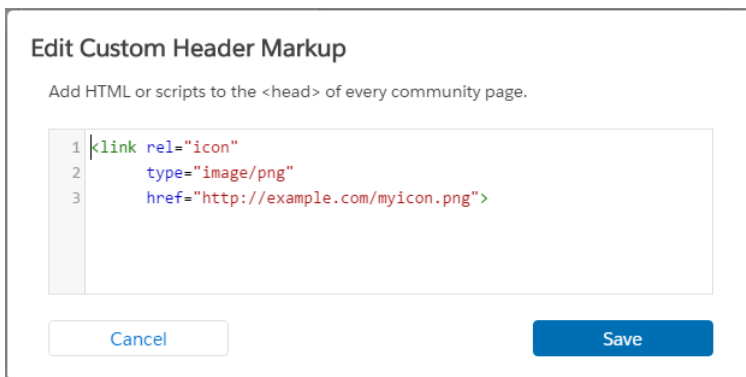 Edit Custom Header Markup
Add HTML or scripts to the <head> of every community page.
1 <link rel="icon"
2 type="image/png"
3 href="http://example.com/myicon.png">
Cancel Save